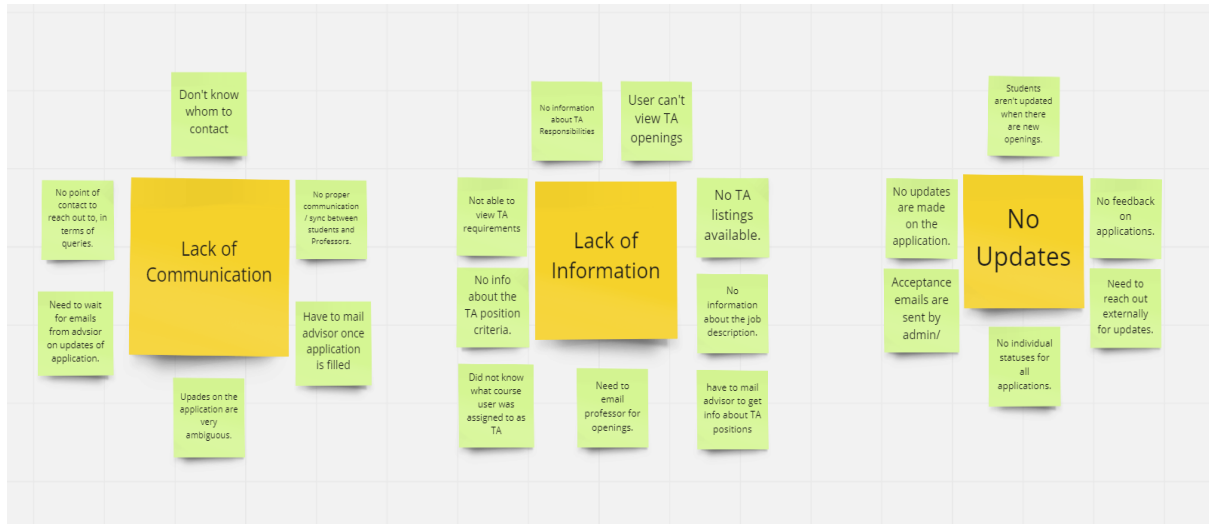 Don't know
whom to
contact
No point of
contact to
reach out to, in
terms of
queries.
Lack of
Communication
No proper
communication
/ sync between
students and
Professors.
Need to wait
for emails
from advsior
on updates of
application.
Have to mail
advisor once
application
is filled
Upades on the
application are
very
ambiguous.
No information
about TA
Responsibilities
User can't
view TA
openings
Not able to
view TA
requirements
Lack of
Information
No TA
listings
available.
No info
about the
TA position
criteria.
No
information
about the job
description.
Did not know
what course
user was
assigned to as
TA
Need to
email
professor for
openings.
have to mail
advisor to get
info about TA
positions
Students
aren't updated
when there
are new
openings.
No updates
are made
on the
application.
No
Updates
No feedback
on
applications.
Acceptance
emails are
sent by
admin/
Need to
reach out
externally
for updates.
No individual
statuses for
all
applications.